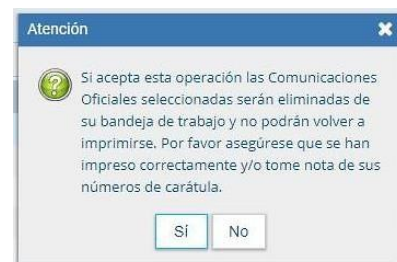 Atención
Si acepta esta operación las Comunicaciones
Oficiales seleccionadas serán eliminadas de
su bandeja de trabajo y no podrán volver a
imprimirse. Por favor asegúrese que se han
impreso correctamente y/o tome nota de sus
números de carátula.
Sí
No